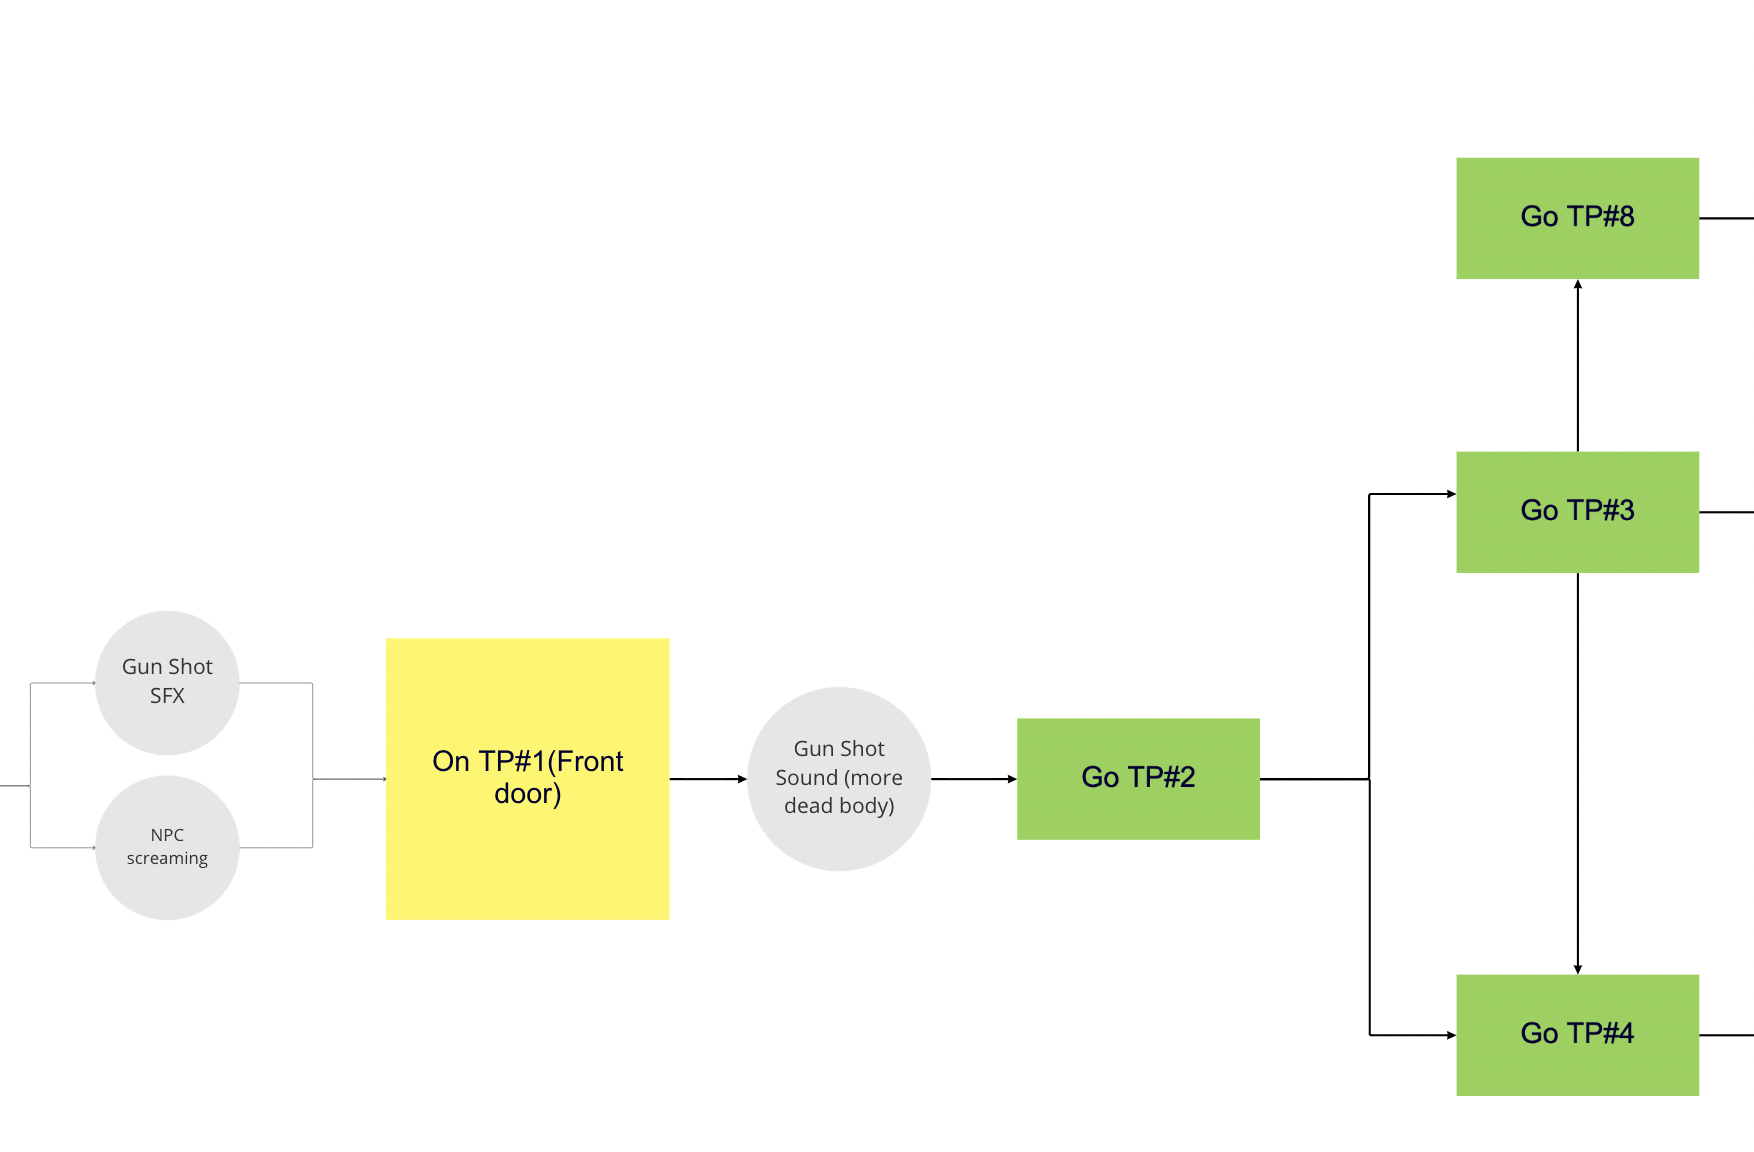 Go TP#8
Go TP#3
Gun Shot
SFX
On TP#1(Front
door)
Gun Shot
Sound (more
dead body)
Go TP#2
NPC
screaming
Go TP#4